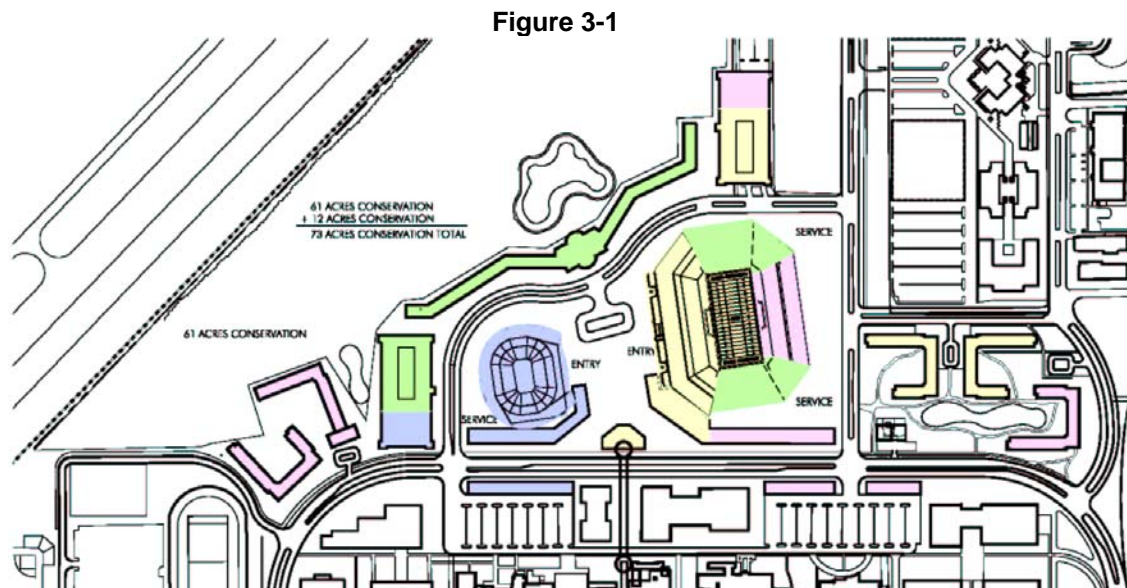 Figure 3-1
61 ACRES CONSERVATION
+ 12 ACRES CONSERVATION
73 ACRES CONSERVATION TOTAL
SERVICE
61 ACRES CONSERVATION
ENTRY
ENTRY
SERVICE
SERVICE